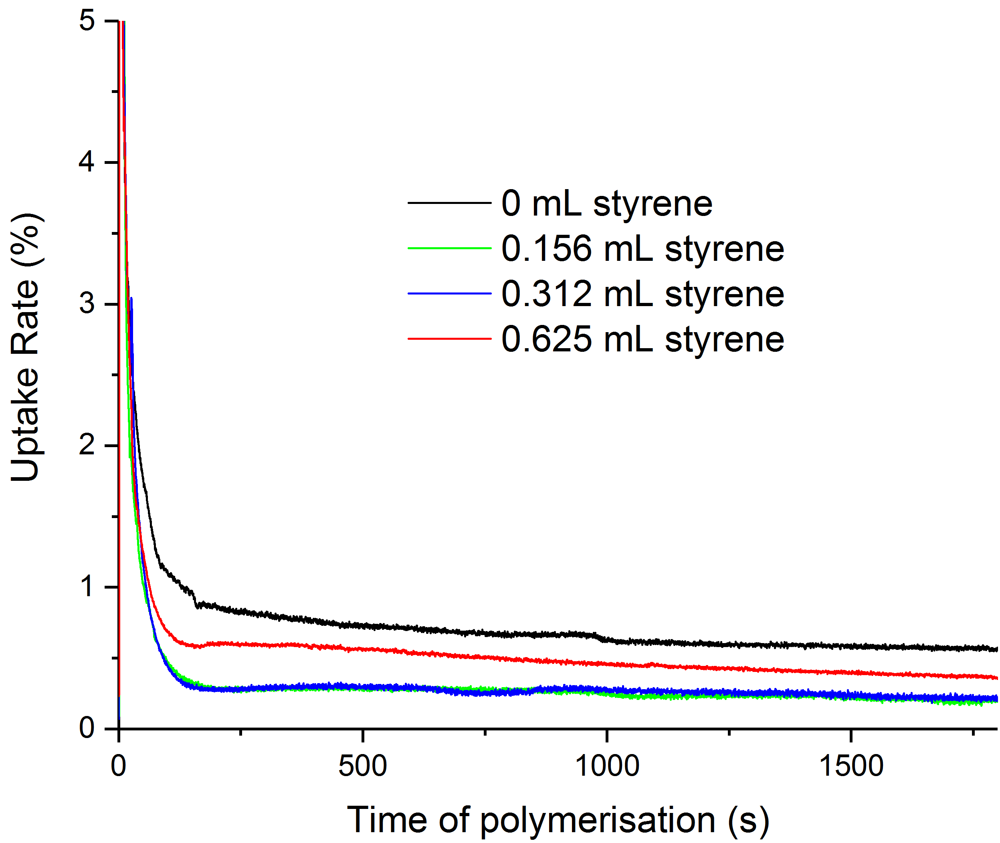 5
4
3
2
1
0
Uptake Rate (%)
0 mL styrene
0.156 mL styrene
0.312 mL styrene
0.625 mL styrene
0 500 1000 1500
Time of polymerisation (s)